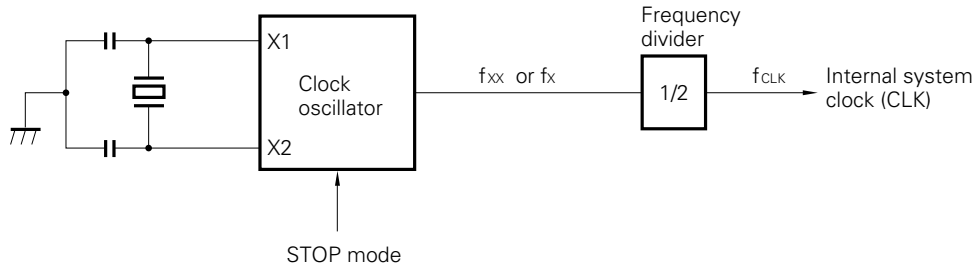 Frequency
divider
X1
Clock
oscillator
fXX or fX
1/2
fCLK
Internal system
clock (CLK)
X2
STOP mode